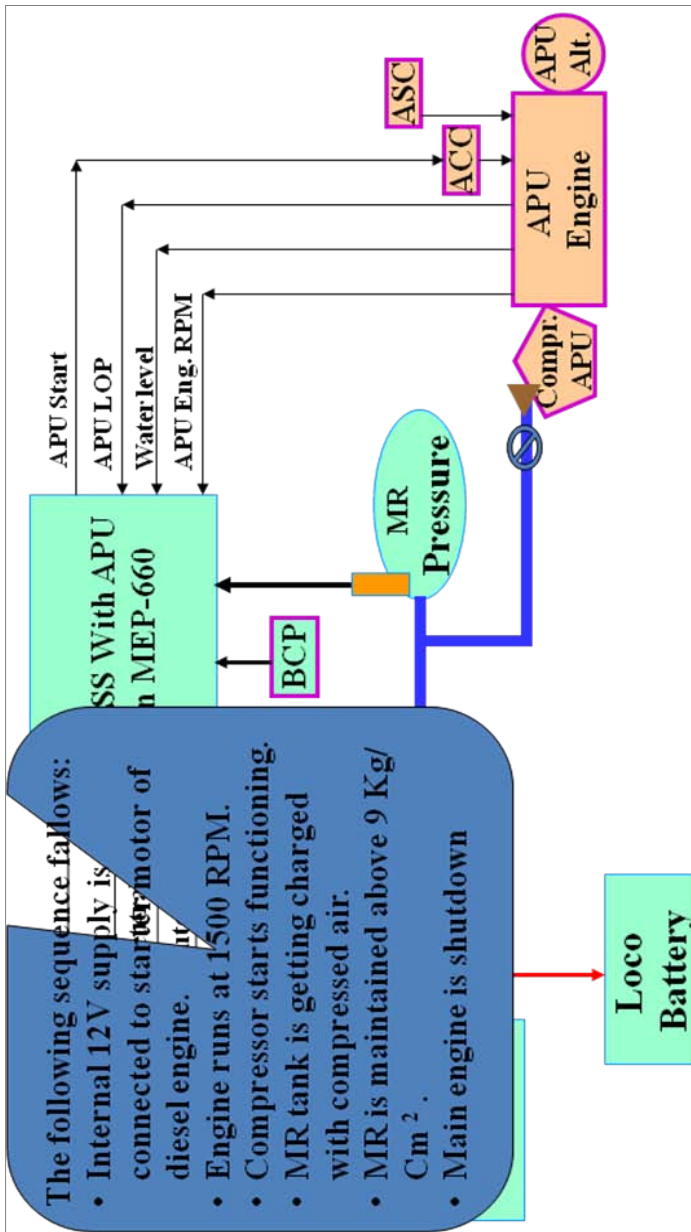 The following sequence fallows:
• Internal 12V supply is
connected to starter motor of
diesel engine.
• Engine runs at 1500 RPM.
• Compressor starts functioning.
• MR tank is getting charged
with compressed air.
• MR is maintained above 9 Kg/
Cm ² .
• Main engine is shutdown
SS With APU
n MEP-660
BCP
MR
Pressure
Loco
Battery
APU Start
APU LOP
Water level
APU Eng. RPM
ASC
ACC
Compr.
APU
APU
Engine
APU
Alt.